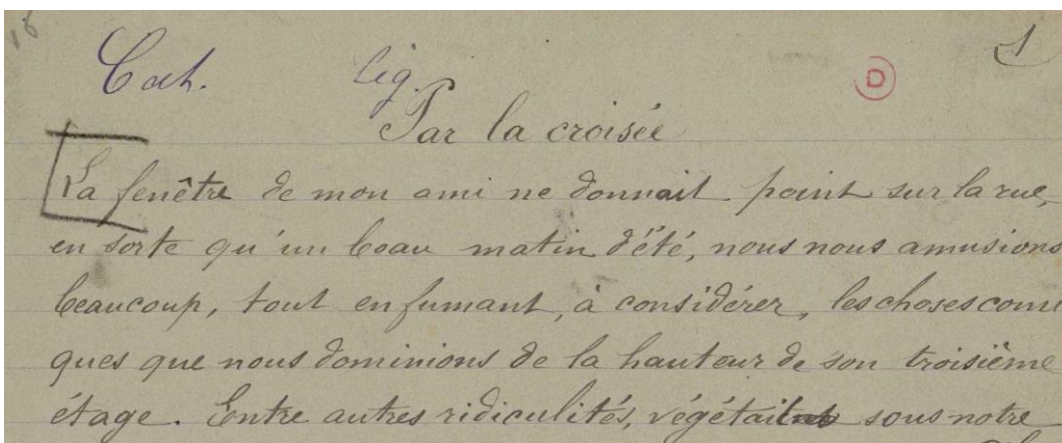 16
Cah. lig. D 1
Par la croisée
La fenêtre de mon ami ne donnait point sur la rue,
en sorte qu'un beau matin d'été, nous nous amusions
beaucoup, tout en fumant, à considérer, les choses comi
ques que nous dominions de la hauteur de son troisième
étage. Entre autres ridiculités, végétait sous notre